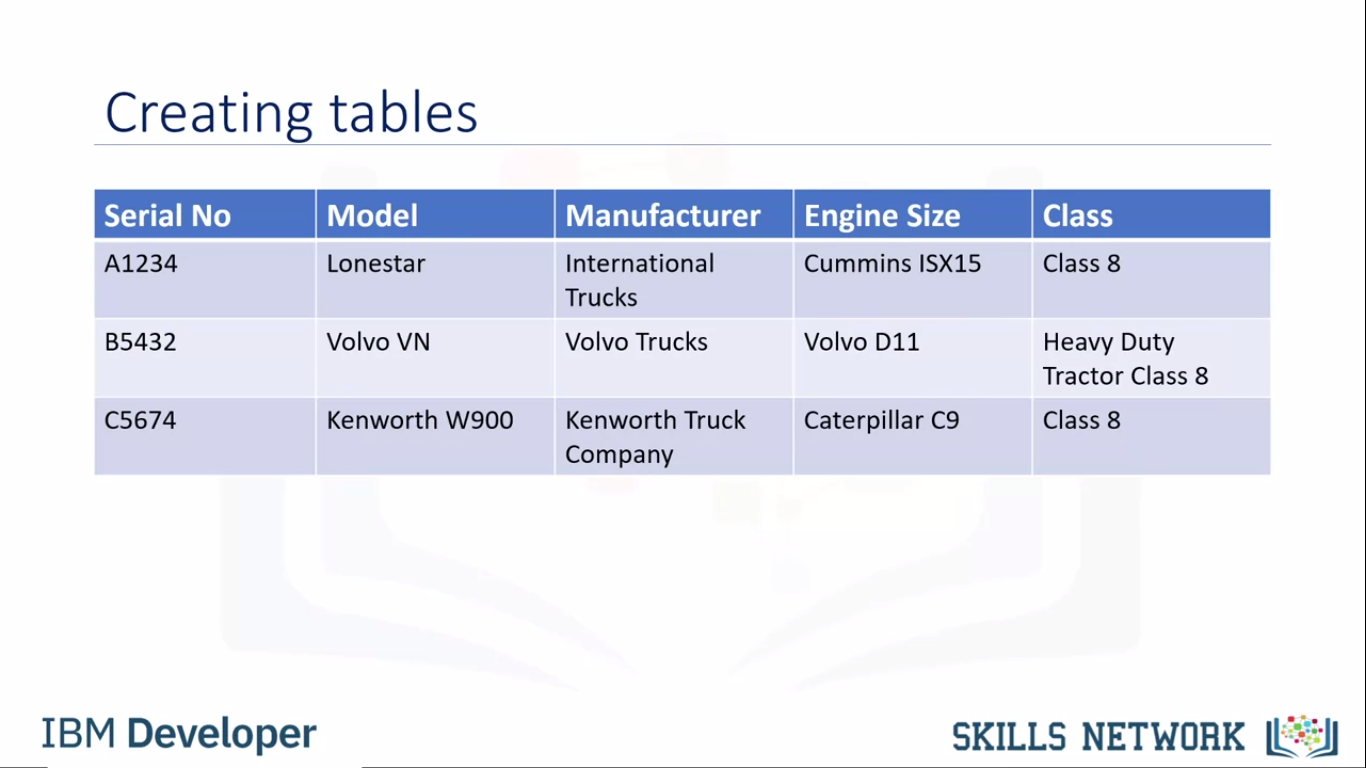 Creating tables
Serial No Model Manufacturer Engine Size Class
A1234 Lonestar International Trucks Cummins ISX15 Class 8
B5432 Volvo VN Volvo Trucks Volvo D11 Heavy Duty Tractor Class 8
C5674 Kenworth W900 Kenworth Truck Company Caterpillar C9 Class 8
IBM Developer SKILLS NETWORK